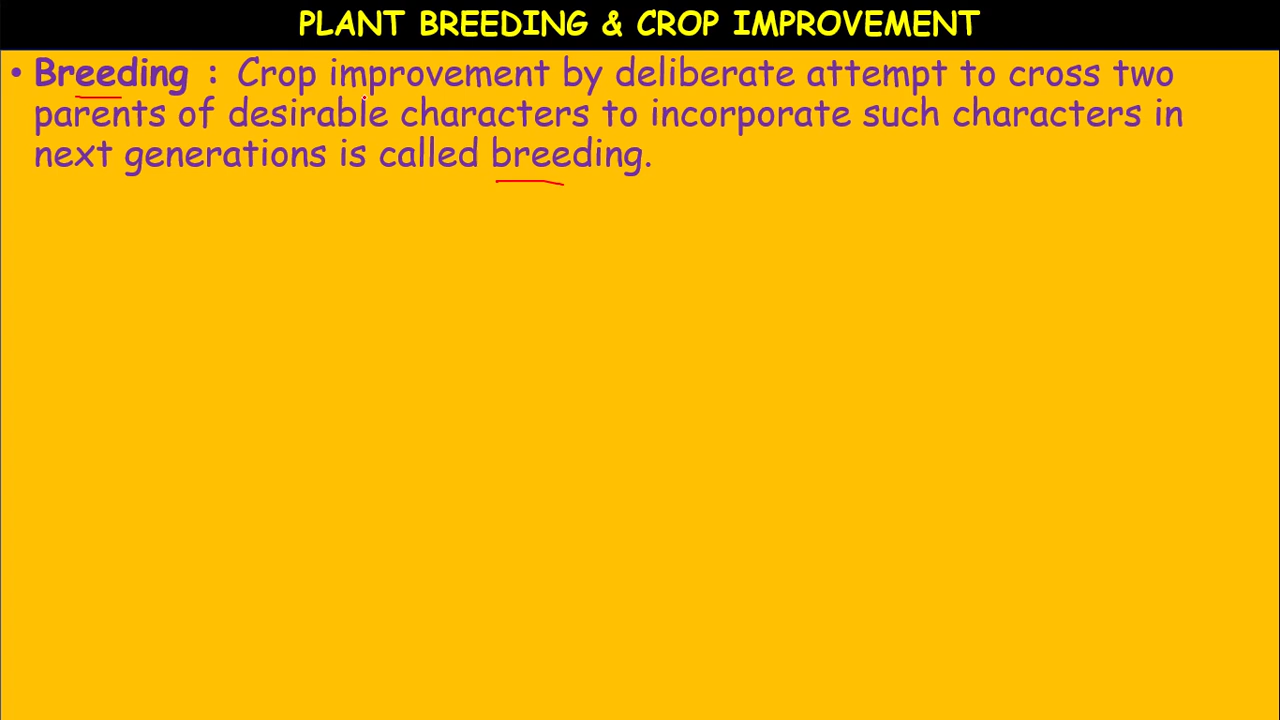 PLANT BREEDING & CROP IMPROVEMENT
• Breeding : Crop improvement by deliberate attempt to cross two
parents of desirable characters to incorporate such characters in
next generations is called breeding.